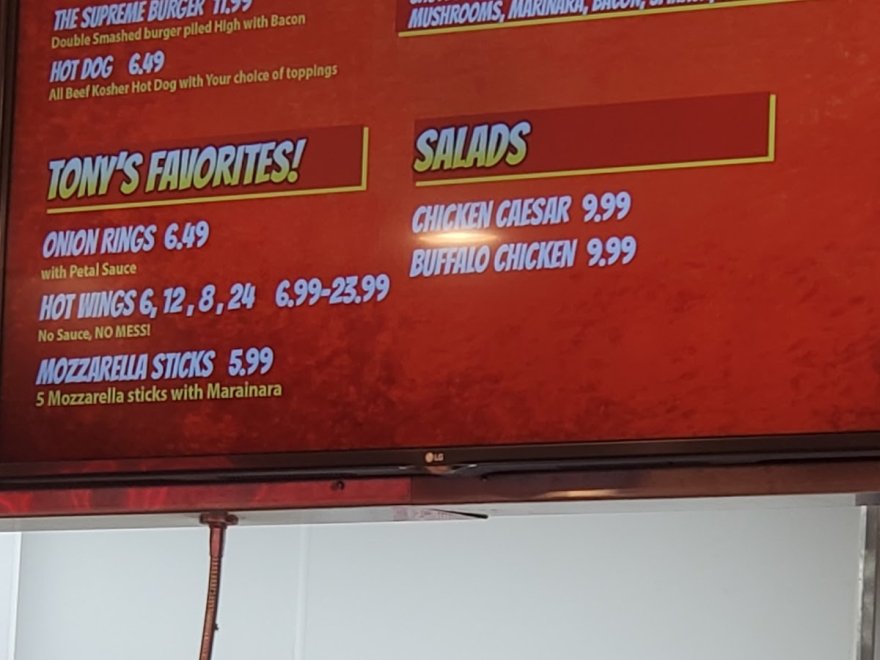 THE SUPREME BURGER 11.99
Double Smashed burger piled High with Bacon
HOT DOG 6.49
All Beef Kosher Hot Dog with Your choice of toppings
TONY'S FAVORITES!
ONION RINGS 6.49
with Petal Sauce
HOT WINGS 6, 12, 8, 24 6.99-23.99
No Sauce, NO MESS!
MOZZARELLA STICKS 5.99
5 Mozzarella sticks with Marainara
MUSHROOMS, MARINARA, BACON,
SALADS
CHICKEN CAESAR 9.99
BUFFALO CHICKEN 9.99
LG